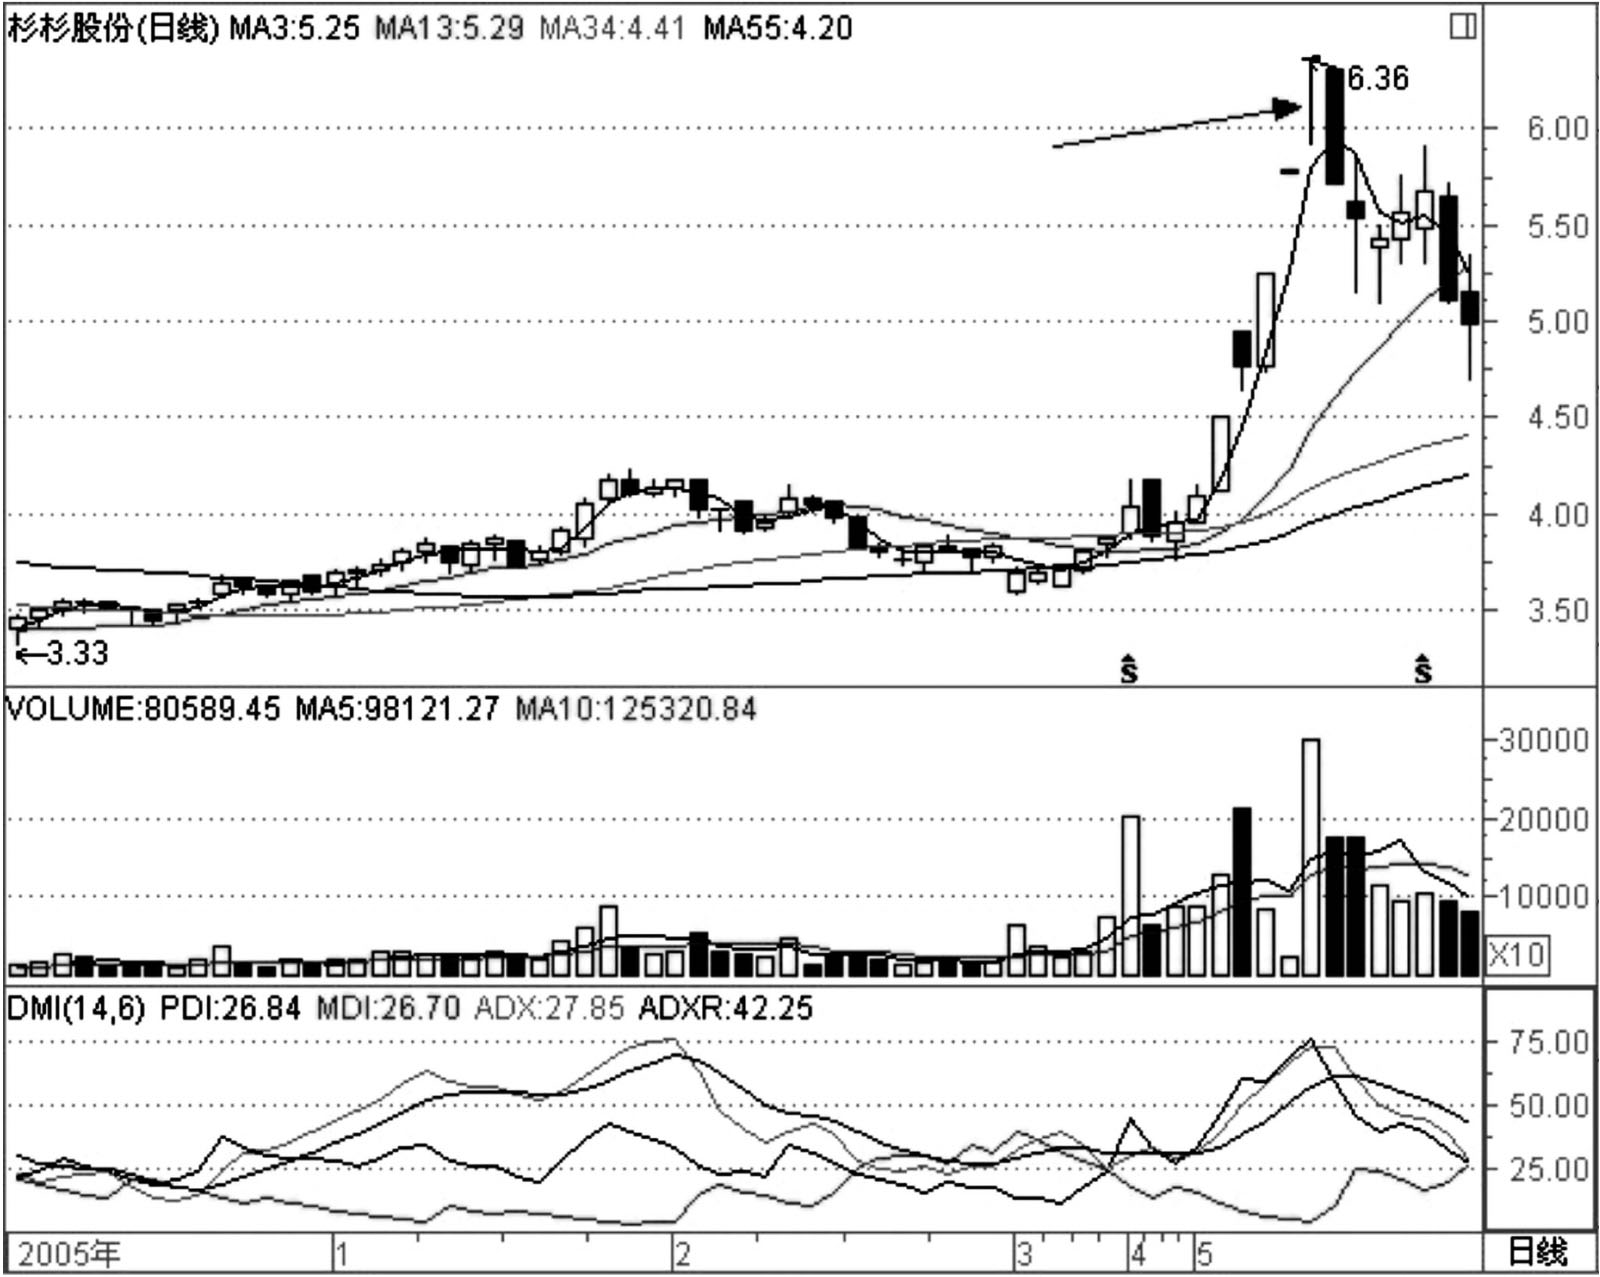 杉杉股份(日线) MA3:5.25 MA13:5.29 MA34:4.41 MA55:4.20
6.36
6.00
5.50
5.00
4.50
4.00
3.50
←3.33
S S
VOLUME:80589.45 MA5:98121.27 MA10:125320.84
30000
20000
10000
X10
DMI(14,6) PDI:26.84 MDI:26.70 ADX:27.85 ADXR:42.25
75.00
50.00
25.00
2005年 1 2 3 4 5 日线